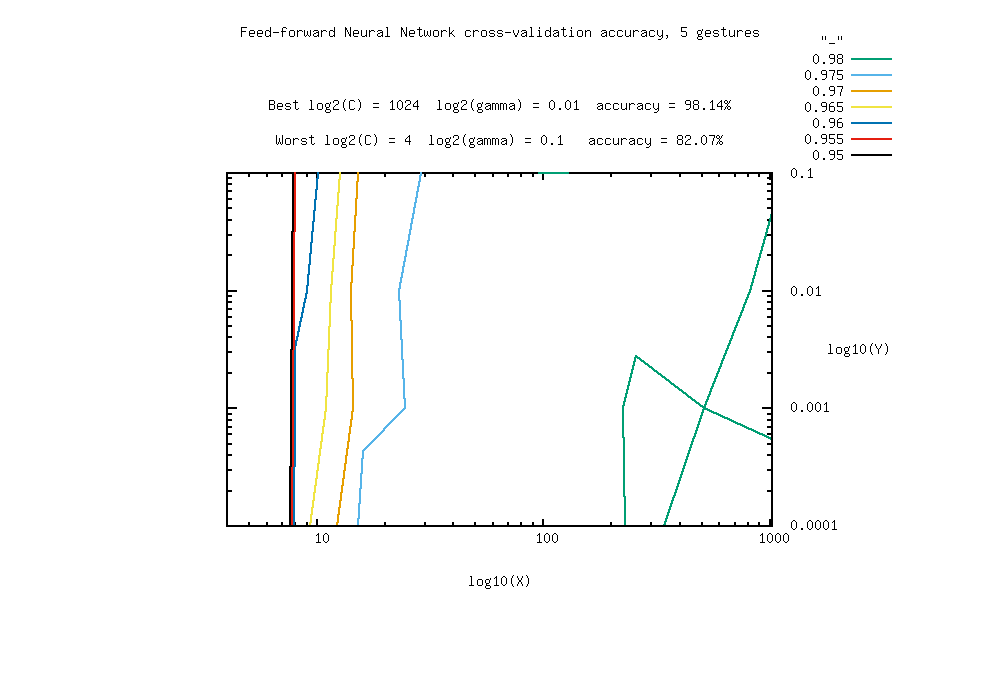 Feed-forward Neural Network cross-validation accuracy, 5 gestures
"_"
0.98
0.975
0.97
0.965
0.96
0.955
0.95
Best log2(C) = 1024  log2(gamma) = 0.01  accuracy = 98.14%
Worst log2(C) = 4  log2(gamma) = 0.1   accuracy = 82.07%
0.1
0.01
log10(Y)
0.001
0.0001
10 100 1000
log10(X)